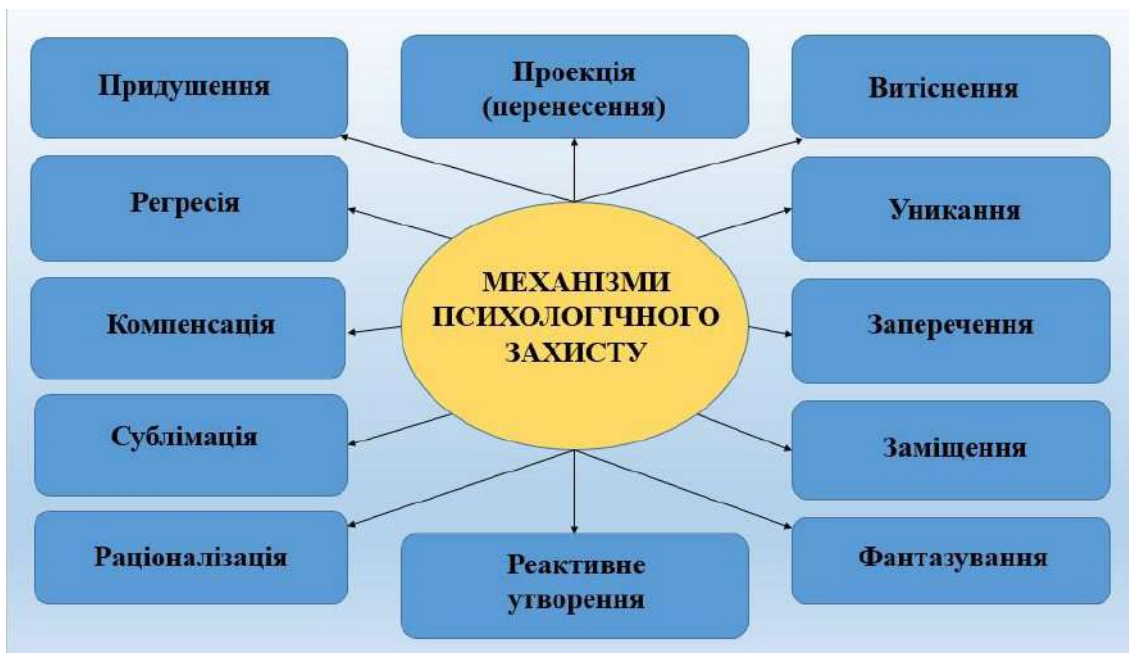 Придушення
Проекція
(перенесення)
Витіснення
Регресія
Уникання
МЕХАНІЗМИ
ПСИХОЛОГІЧНОГО
ЗАХИСТУ
Компенсація
Заперечення
Сублімація
Заміщення
Раціоналізація
Реактивне
утворення
Фантазування